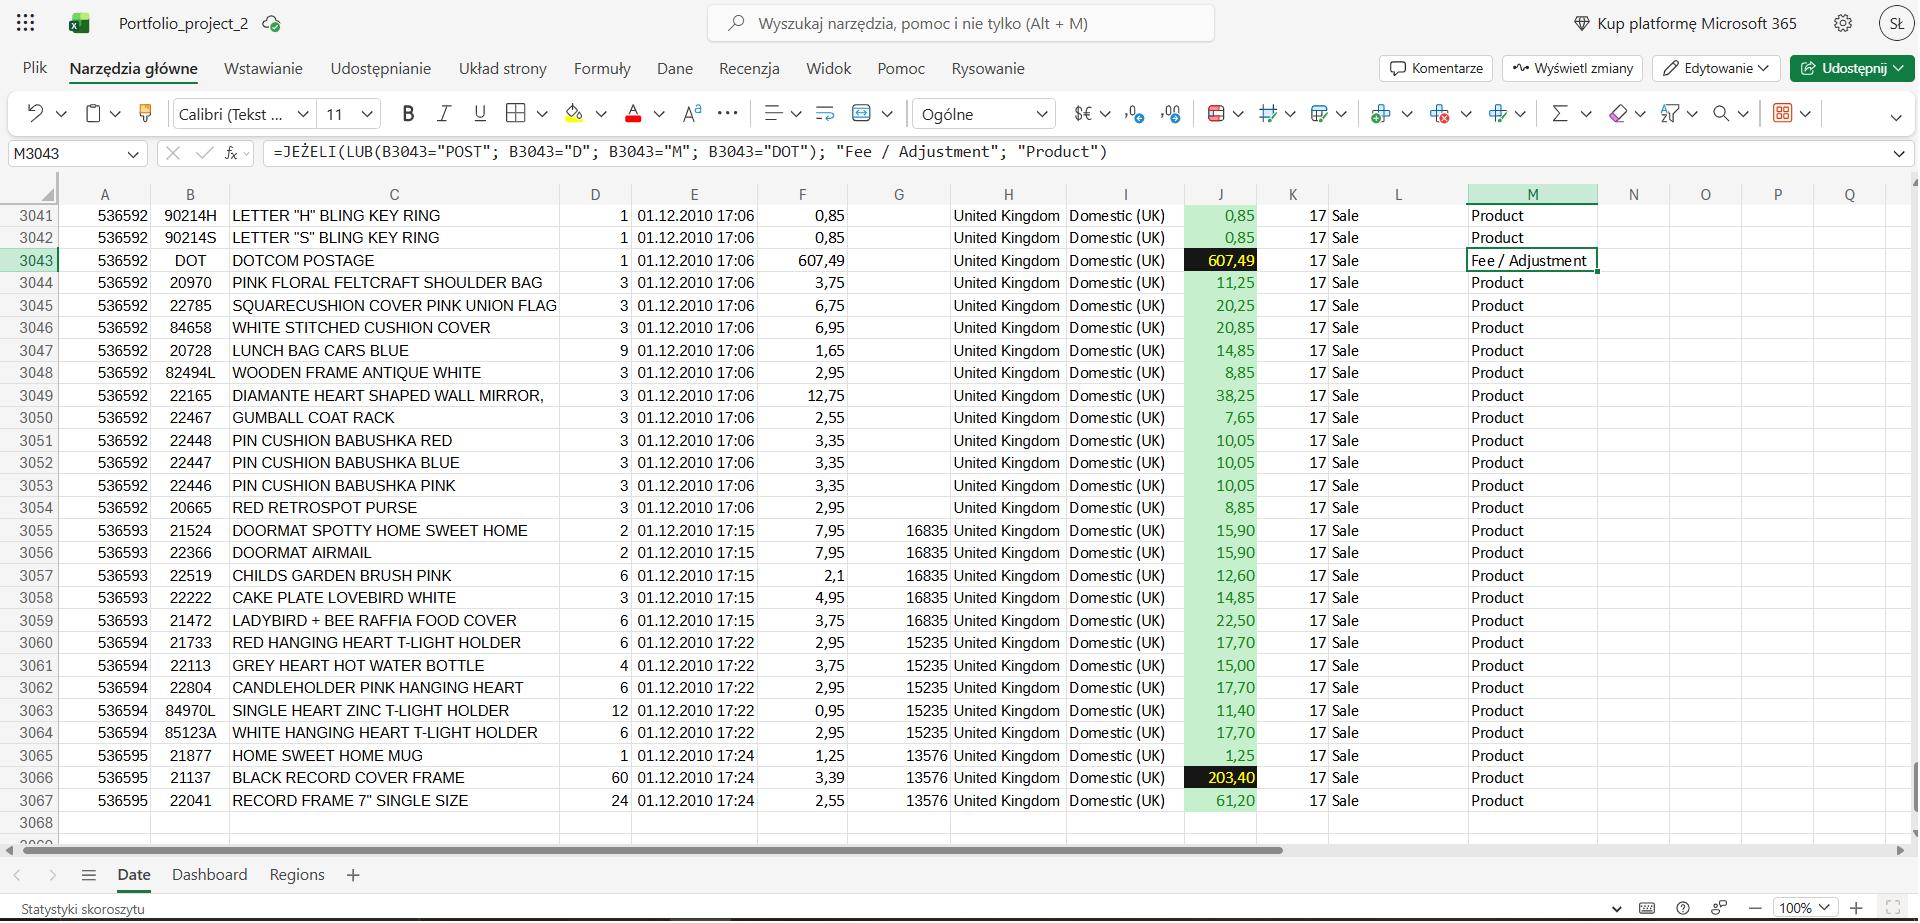 Portfolio_project_2
Wyszukaj narzędzia, pomoc i nie tylko (Alt + M)
Kup platformę Microsoft 365
SŁ
Plik Narzędzia główne Wstawianie Udostępnianie Układ strony Formuły Dane Recenzja Widok Pomoc Rysowanie
Komentarze Wyświetl zmiany Edytowanie Udostępnij
Calibri (Tekst ... 11 B I U A A Ogólne $€
M3043 fx =JEŻELI(LUB(B3043="POST"; B3043="D"; B3043="M"; B3043="DOT"); "Fee / Adjustment"; "Product")
A B C D E F G H I J K L M N O P Q
3041 536592 90214H LETTER "H" BLING KEY RING 1 01.12.2010 17:06 0,85 United Kingdom Domestic (UK) 0,85 17 Sale Product
3042 536592 90214S LETTER "S" BLING KEY RING 1 01.12.2010 17:06 0,85 United Kingdom Domestic (UK) 0,85 17 Sale Product
3043 536592 DOT DOTCOM POSTAGE 1 01.12.2010 17:06 607,49 United Kingdom Domestic (UK) 607,49 17 Sale Fee / Adjustment
3044 536592 20970 PINK FLORAL FELTCRAFT SHOULDER BAG 3 01.12.2010 17:06 3,75 United Kingdom Domestic (UK) 11,25 17 Sale Product
3045 536592 22785 SQUARECUSHION COVER PINK UNION FLAG 3 01.12.2010 17:06 6,75 United Kingdom Domestic (UK) 20,25 17 Sale Product
3046 536592 84658 WHITE STITCHED CUSHION COVER 3 01.12.2010 17:06 6,95 United Kingdom Domestic (UK) 20,85 17 Sale Product
3047 536592 20728 LUNCH BAG CARS BLUE 9 01.12.2010 17:06 1,65 United Kingdom Domestic (UK) 14,85 17 Sale Product
3048 536592 82494L WOODEN FRAME ANTIQUE WHITE 3 01.12.2010 17:06 2,95 United Kingdom Domestic (UK) 8,85 17 Sale Product
3049 536592 22165 DIAMANTE HEART SHAPED WALL MIRROR, 3 01.12.2010 17:06 12,75 United Kingdom Domestic (UK) 38,25 17 Sale Product
3050 536592 22467 GUMBALL COAT RACK 3 01.12.2010 17:06 2,55 United Kingdom Domestic (UK) 7,65 17 Sale Product
3051 536592 22448 PIN CUSHION BABUSHKA RED 3 01.12.2010 17:06 3,35 United Kingdom Domestic (UK) 10,05 17 Sale Product
3052 536592 22447 PIN CUSHION BABUSHKA BLUE 3 01.12.2010 17:06 3,35 United Kingdom Domestic (UK) 10,05 17 Sale Product
3053 536592 22446 PIN CUSHION BABUSHKA PINK 3 01.12.2010 17:06 3,35 United Kingdom Domestic (UK) 10,05 17 Sale Product
3054 536592 20665 RED RETROSPOT PURSE 3 01.12.2010 17:06 2,95 United Kingdom Domestic (UK) 8,85 17 Sale Product
3055 536593 21524 DOORMAT SPOTTY HOME SWEET HOME 2 01.12.2010 17:15 7,95 16835 United Kingdom Domestic (UK) 15,90 17 Sale Product
3056 536593 22366 DOORMAT AIRMAIL 2 01.12.2010 17:15 7,95 16835 United Kingdom Domestic (UK) 15,90 17 Sale Product
3057 536593 22519 CHILDS GARDEN BRUSH PINK 6 01.12.2010 17:15 2,1 16835 United Kingdom Domestic (UK) 12,60 17 Sale Product
3058 536593 22222 CAKE PLATE LOVEBIRD WHITE 3 01.12.2010 17:15 4,95 16835 United Kingdom Domestic (UK) 14,85 17 Sale Product
3059 536593 21472 LADYBIRD + BEE RAFFIA FOOD COVER 6 01.12.2010 17:15 3,75 16835 United Kingdom Domestic (UK) 22,50 17 Sale Product
3060 536594 21733 RED HANGING HEART T-LIGHT HOLDER 6 01.12.2010 17:22 2,95 15235 United Kingdom Domestic (UK) 17,70 17 Sale Product
3061 536594 22113 GREY HEART HOT WATER BOTTLE 4 01.12.2010 17:22 3,75 15235 United Kingdom Domestic (UK) 15,00 17 Sale Product
3062 536594 22804 CANDLEHOLDER PINK HANGING HEART 6 01.12.2010 17:22 2,95 15235 United Kingdom Domestic (UK) 17,70 17 Sale Product
3063 536594 84970L SINGLE HEART ZINC T-LIGHT HOLDER 12 01.12.2010 17:22 0,95 15235 United Kingdom Domestic (UK) 11,40 17 Sale Product
3064 536594 85123A WHITE HANGING HEART T-LIGHT HOLDER 6 01.12.2010 17:22 2,95 15235 United Kingdom Domestic (UK) 17,70 17 Sale Product
3065 536595 21877 HOME SWEET HOME MUG 1 01.12.2010 17:24 1,25 13576 United Kingdom Domestic (UK) 1,25 17 Sale Product
3066 536595 21137 BLACK RECORD COVER FRAME 60 01.12.2010 17:24 3,39 13576 United Kingdom Domestic (UK) 203,40 17 Sale Product
3067 536595 22041 RECORD FRAME 7" SINGLE SIZE 24 01.12.2010 17:24 2,55 13576 United Kingdom Domestic (UK) 61,20 17 Sale Product
3068
3069
Date Dashboard Regions
Statystyki skoroszytu
100%